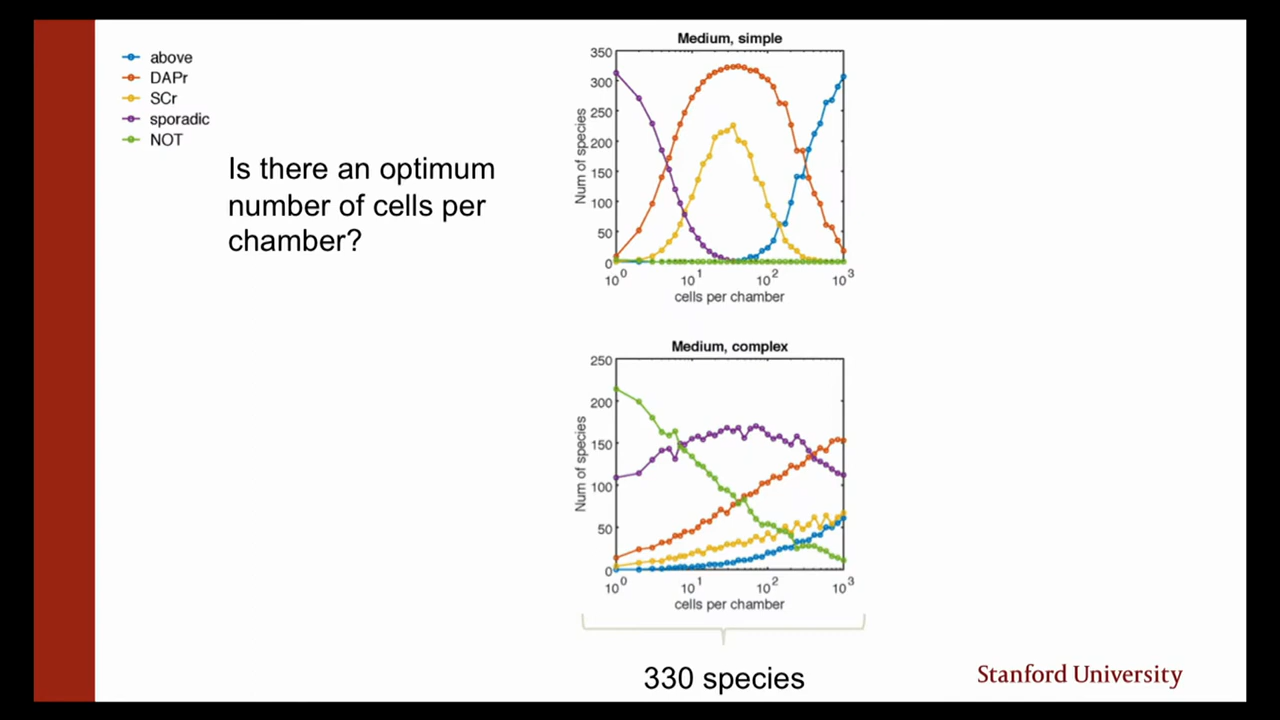 above
DAPr
SCr
sporadic
NOT
Is there an optimum
number of cells per
chamber?
Medium, simple
350
300
250
200
150
100
50
0
Num of species
10^0 10^1 10^2 10^3
cells per chamber
Medium, complex
250
200
150
100
50
0
Num of species
10^0 10^1 10^2 10^3
cells per chamber
330 species
Stanford University